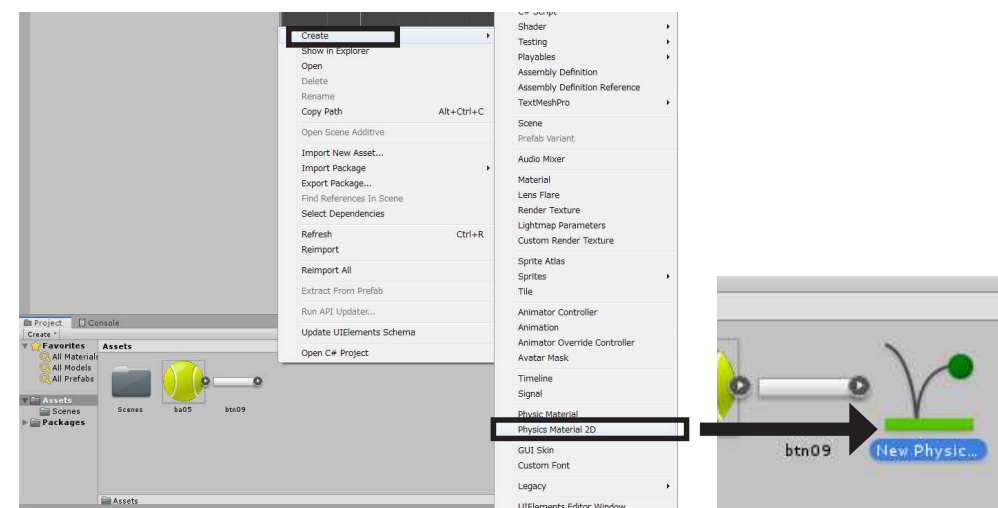 Create
Show in Explorer
Open
Delete
Rename
Copy Path Alt+Ctrl+C
Open Scene Additive
Import New Asset...
Import Package
Export Package...
Find References In Scene
Select Dependencies
Refresh Ctrl+R
Reimport
Reimport All
Extract From Prefab
Run API Updater...
Update UIElements Schema
Open C# Project
C# Script
Shader
Testing
Playables
Assembly Definition
Assembly Definition Reference
TextMeshPro
Scene
Prefab Variant
Audio Mixer
Material
Lens Flare
Render Texture
Lightmap Parameters
Custom Render Texture
Sprite Atlas
Sprites
Tile
Animator Controller
Animation
Animator Override Controller
Avatar Mask
Timeline
Signal
Physic Material
Physics Material 2D
GUI Skin
Custom Font
Legacy
UIElements Editor Window
Project Console
Create
Favorites
All Materials
All Models
All Prefabs
Assets
Scenes
Packages
Assets
Scenes ba05 btn09
Assets
btn09 New Physic...